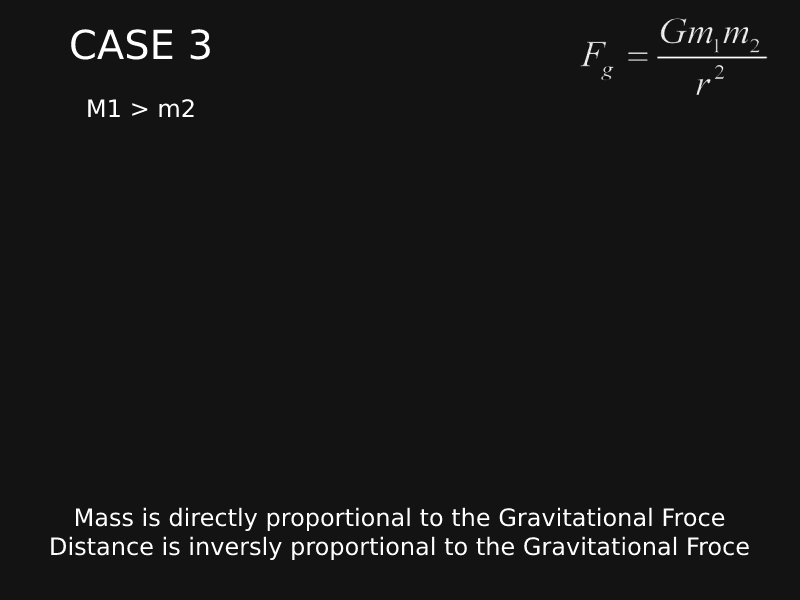 CASE 3
F_g = \frac{Gm_1m_2}{r^2}
M1 > m2
Mass is directly proportional to the Gravitational Froce
Distance is inversly proportional to the Gravitational Froce